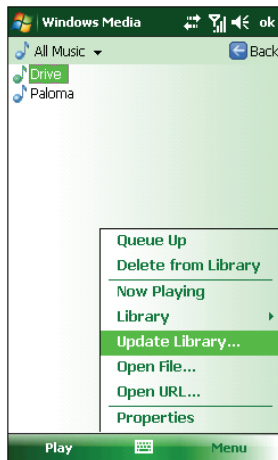 Windows Media ok
All Music Back
Drive
Paloma
Queue Up
Delete from Library
Now Playing
Library
Update Library...
Open File...
Open URL...
Properties
Play Menu